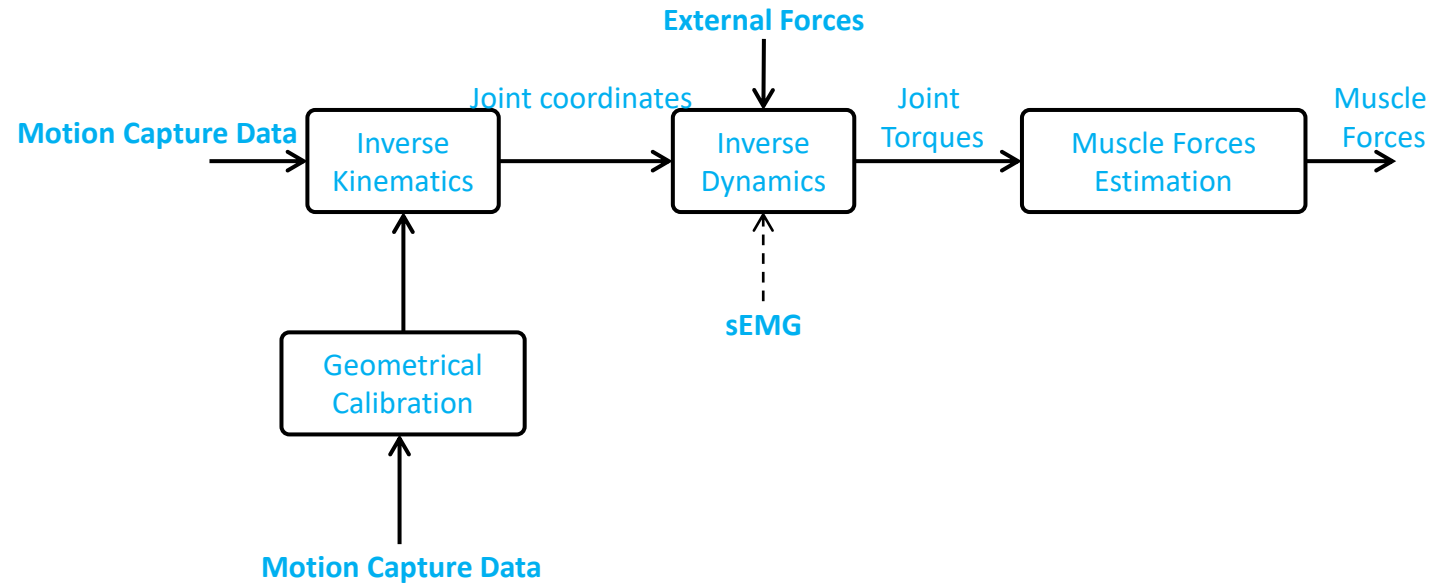 External Forces
Joint coordinates
Joint
Torques
Muscle
Forces
Motion Capture Data
Inverse
Kinematics
Inverse
Dynamics
Muscle Forces
Estimation
sEMG
Geometrical
Calibration
Motion Capture Data